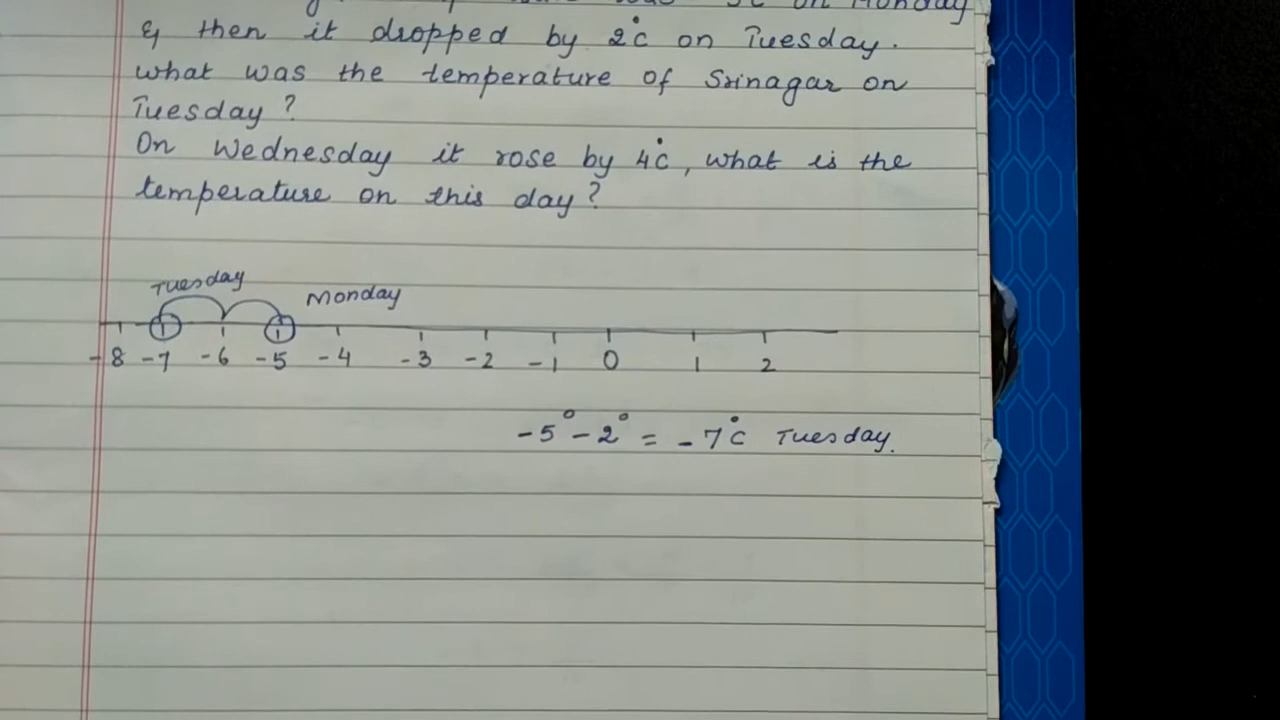 on Monday
& then it dropped by 2°c on Tuesday.
what was the temperature of Srinagar on
Tuesday?
On Wednesday it rose by 4°c, what is the
temperature on this day?
Tuesday
Monday
-8 -7 -6 -5 -4 -3 -2 -1 0 1 2
-5° - 2° = -7°c Tuesday.